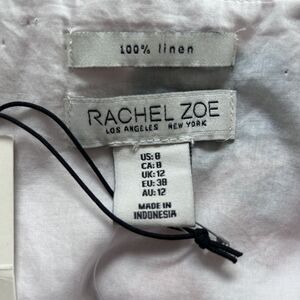 100% linen
RACHEL ZOE
LOS ANGELES NEW YORK
US: 8
CA: 8
UK: 12
EU: 38
AU: 12
MADE IN
INDONESIA